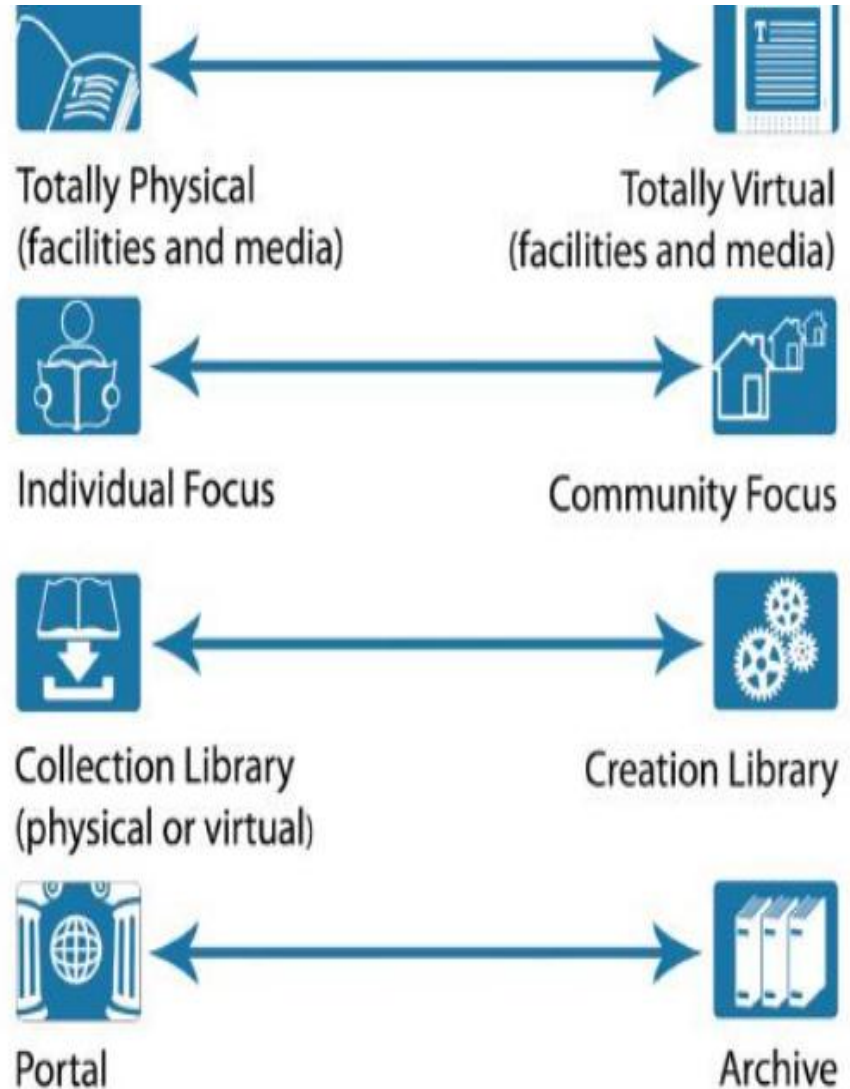 Totally Physical
(facilities and media)
Totally Virtual
(facilities and media)
Individual Focus
Community Focus
Collection Library
(physical or virtual)
Creation Library
Portal
Archive